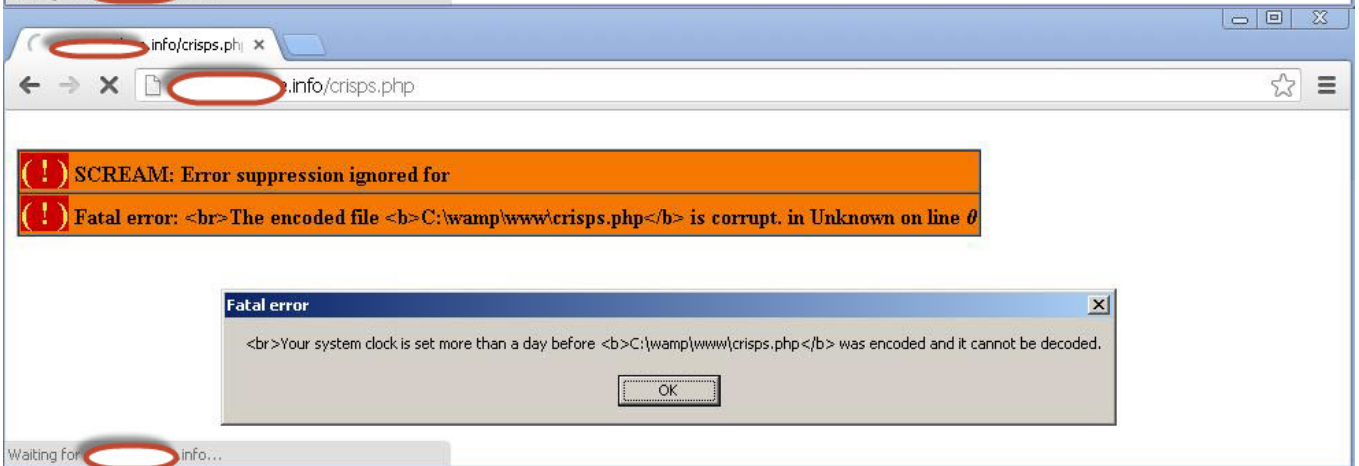 info/crisps.ph
.info/crisps.php
( ! ) SCREAM: Error suppression ignored for
( ! ) Fatal error: <br>The encoded file <b>C:\wamp\www\crisps.php</b> is corrupt. in Unknown on line 0
Fatal error
<br>Your system clock is set more than a day before <b>C:\wamp\www\crisps.php</b> was encoded and it cannot be decoded.
OK
Waiting for .info...